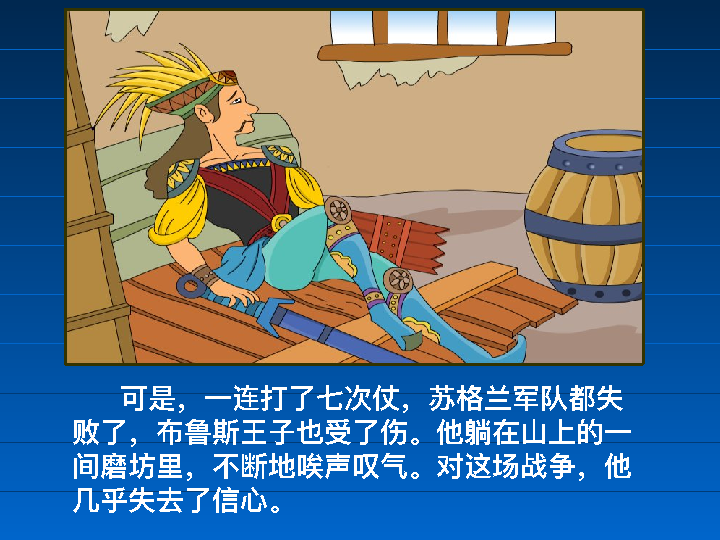 可是，一连打了七次仗，苏格兰军队都失
败了，布鲁斯王子也受了伤。他躺在山上的一
间磨坊里，不断地唉声叹气。对这场战争，他
几乎失去了信心。